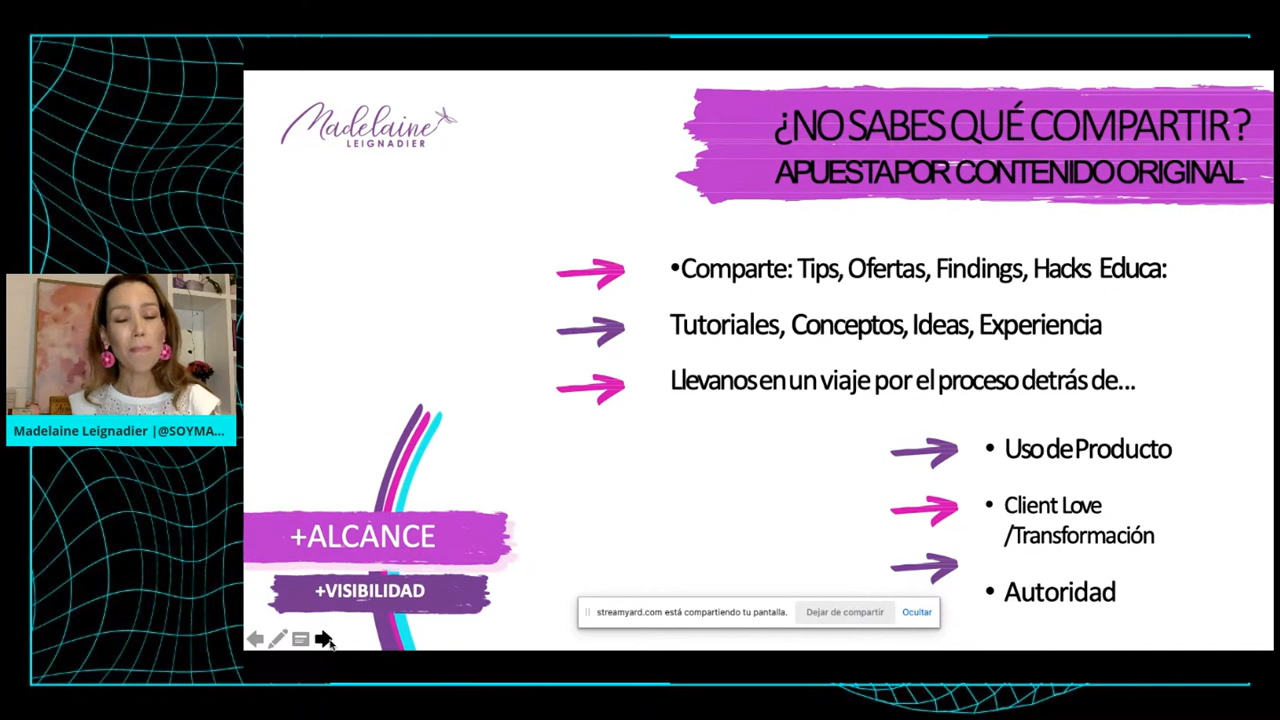 Madelaine
LEIGNADIER
¿NO SABES QUÉ COMPARTIR?
APUESTA POR CONTENIDO ORIGINAL
•Comparte: Tips, Ofertas, Findings, Hacks Educa:
Tutoriales, Conceptos, Ideas, Experiencia
Llevanos en un viaje por el proceso detrás de...
• Uso de Producto
• Client Love
/Transformación
• Autoridad
Madelaine Leignadier |@SOYMA...
+ALCANCE
+VISIBILIDAD
streamyard.com está compartiendo tu pantalla. Dejar de compartir Ocultar